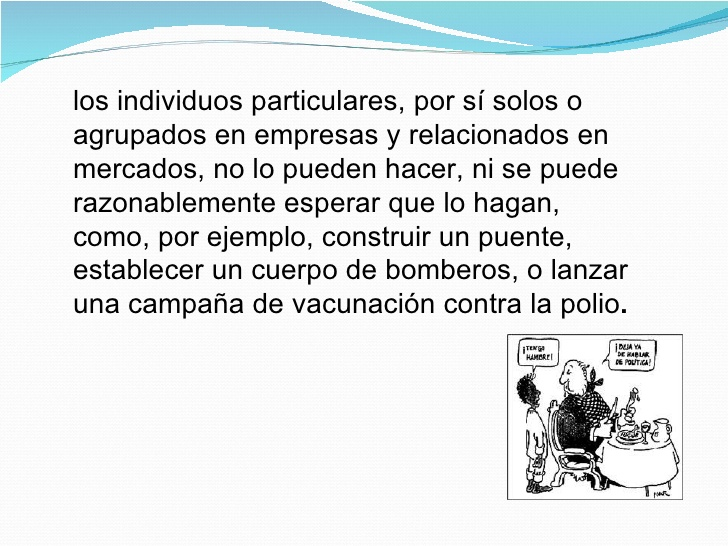 los individuos particulares, por sí solos o
agrupados en empresas y relacionados en
mercados, no lo pueden hacer, ni se puede
razonablemente esperar que lo hagan,
como, por ejemplo, construir un puente,
establecer un cuerpo de bomberos, o lanzar
una campaña de vacunación contra la polio.
¡TENGO
HAMBRE!
¡DEJA YA
DE HABLAR
DE POLÍTICA!